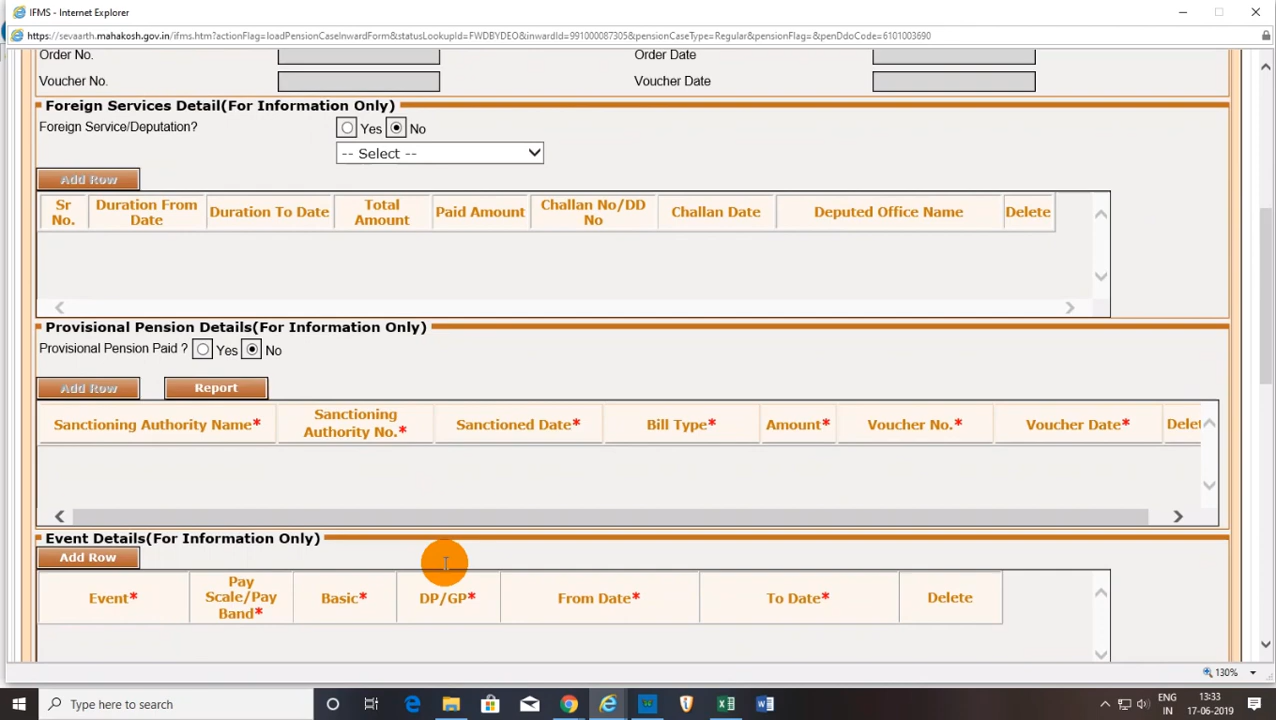 IFMS - Internet Explorer
https://sevaarth.mahakosh.gov.in/ifms.htm?actionFlag=loadPensionCaseInwardForm&statusLookupId=FWDBYDEO&inwardId=991000087305&pensionCaseType=Regular&pensionFlag=&penDdoCode=6101003690
Order No. Order Date
Voucher No. Voucher Date
Foreign Services Detail(For Information Only)
Foreign Service/Deputation? Yes No
-- Select --
Add Row
Sr No. Duration From Date Duration To Date Total Amount Paid Amount Challan No/DD No Challan Date Deputed Office Name Delete
Provisional Pension Details(For Information Only)
Provisional Pension Paid ? Yes No
Add Row Report
Sanctioning Authority Name* Sanctioning Authority No.* Sanctioned Date* Bill Type* Amount* Voucher No.* Voucher Date* Delet
Event Details(For Information Only)
Add Row
Event* Pay Scale/Pay Band* Basic* DP/GP* From Date* To Date* Delete
130%
Type here to search ENG 13:33
IN 17-06-2019